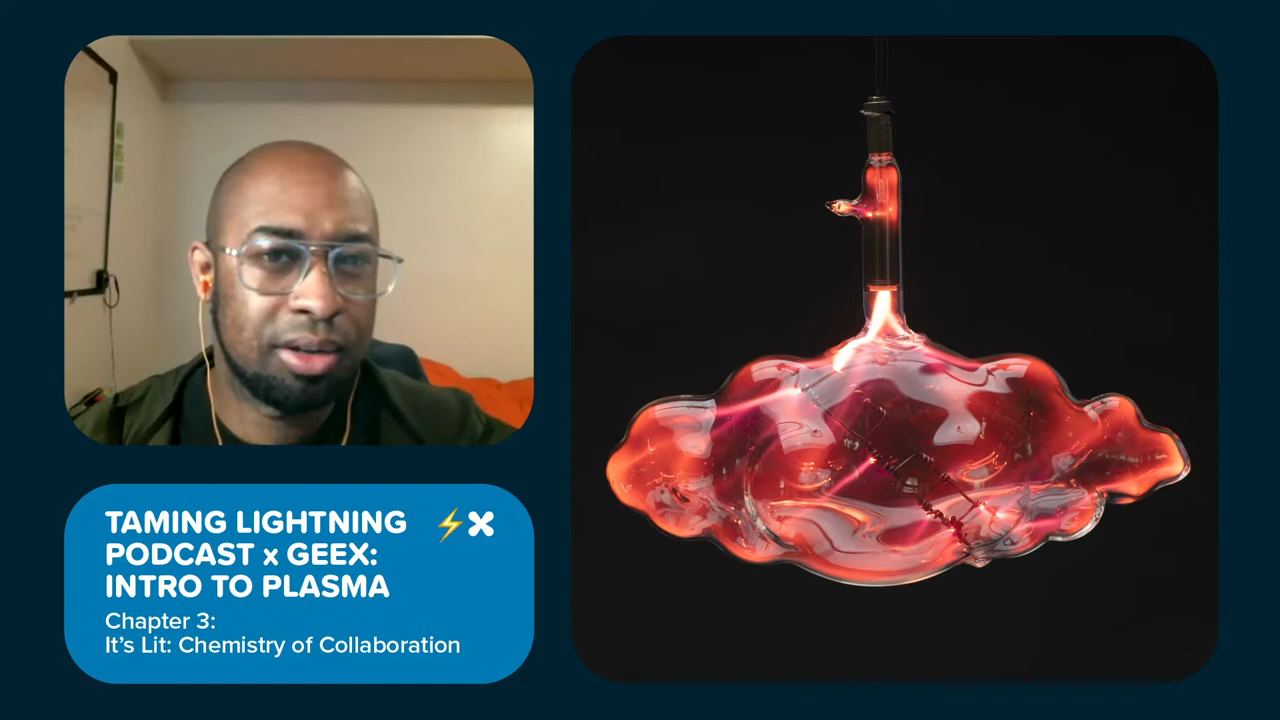 TAMING LIGHTNING
PODCAST x GEEX:
INTRO TO PLASMA
Chapter 3:
It’s Lit: Chemistry of Collaboration